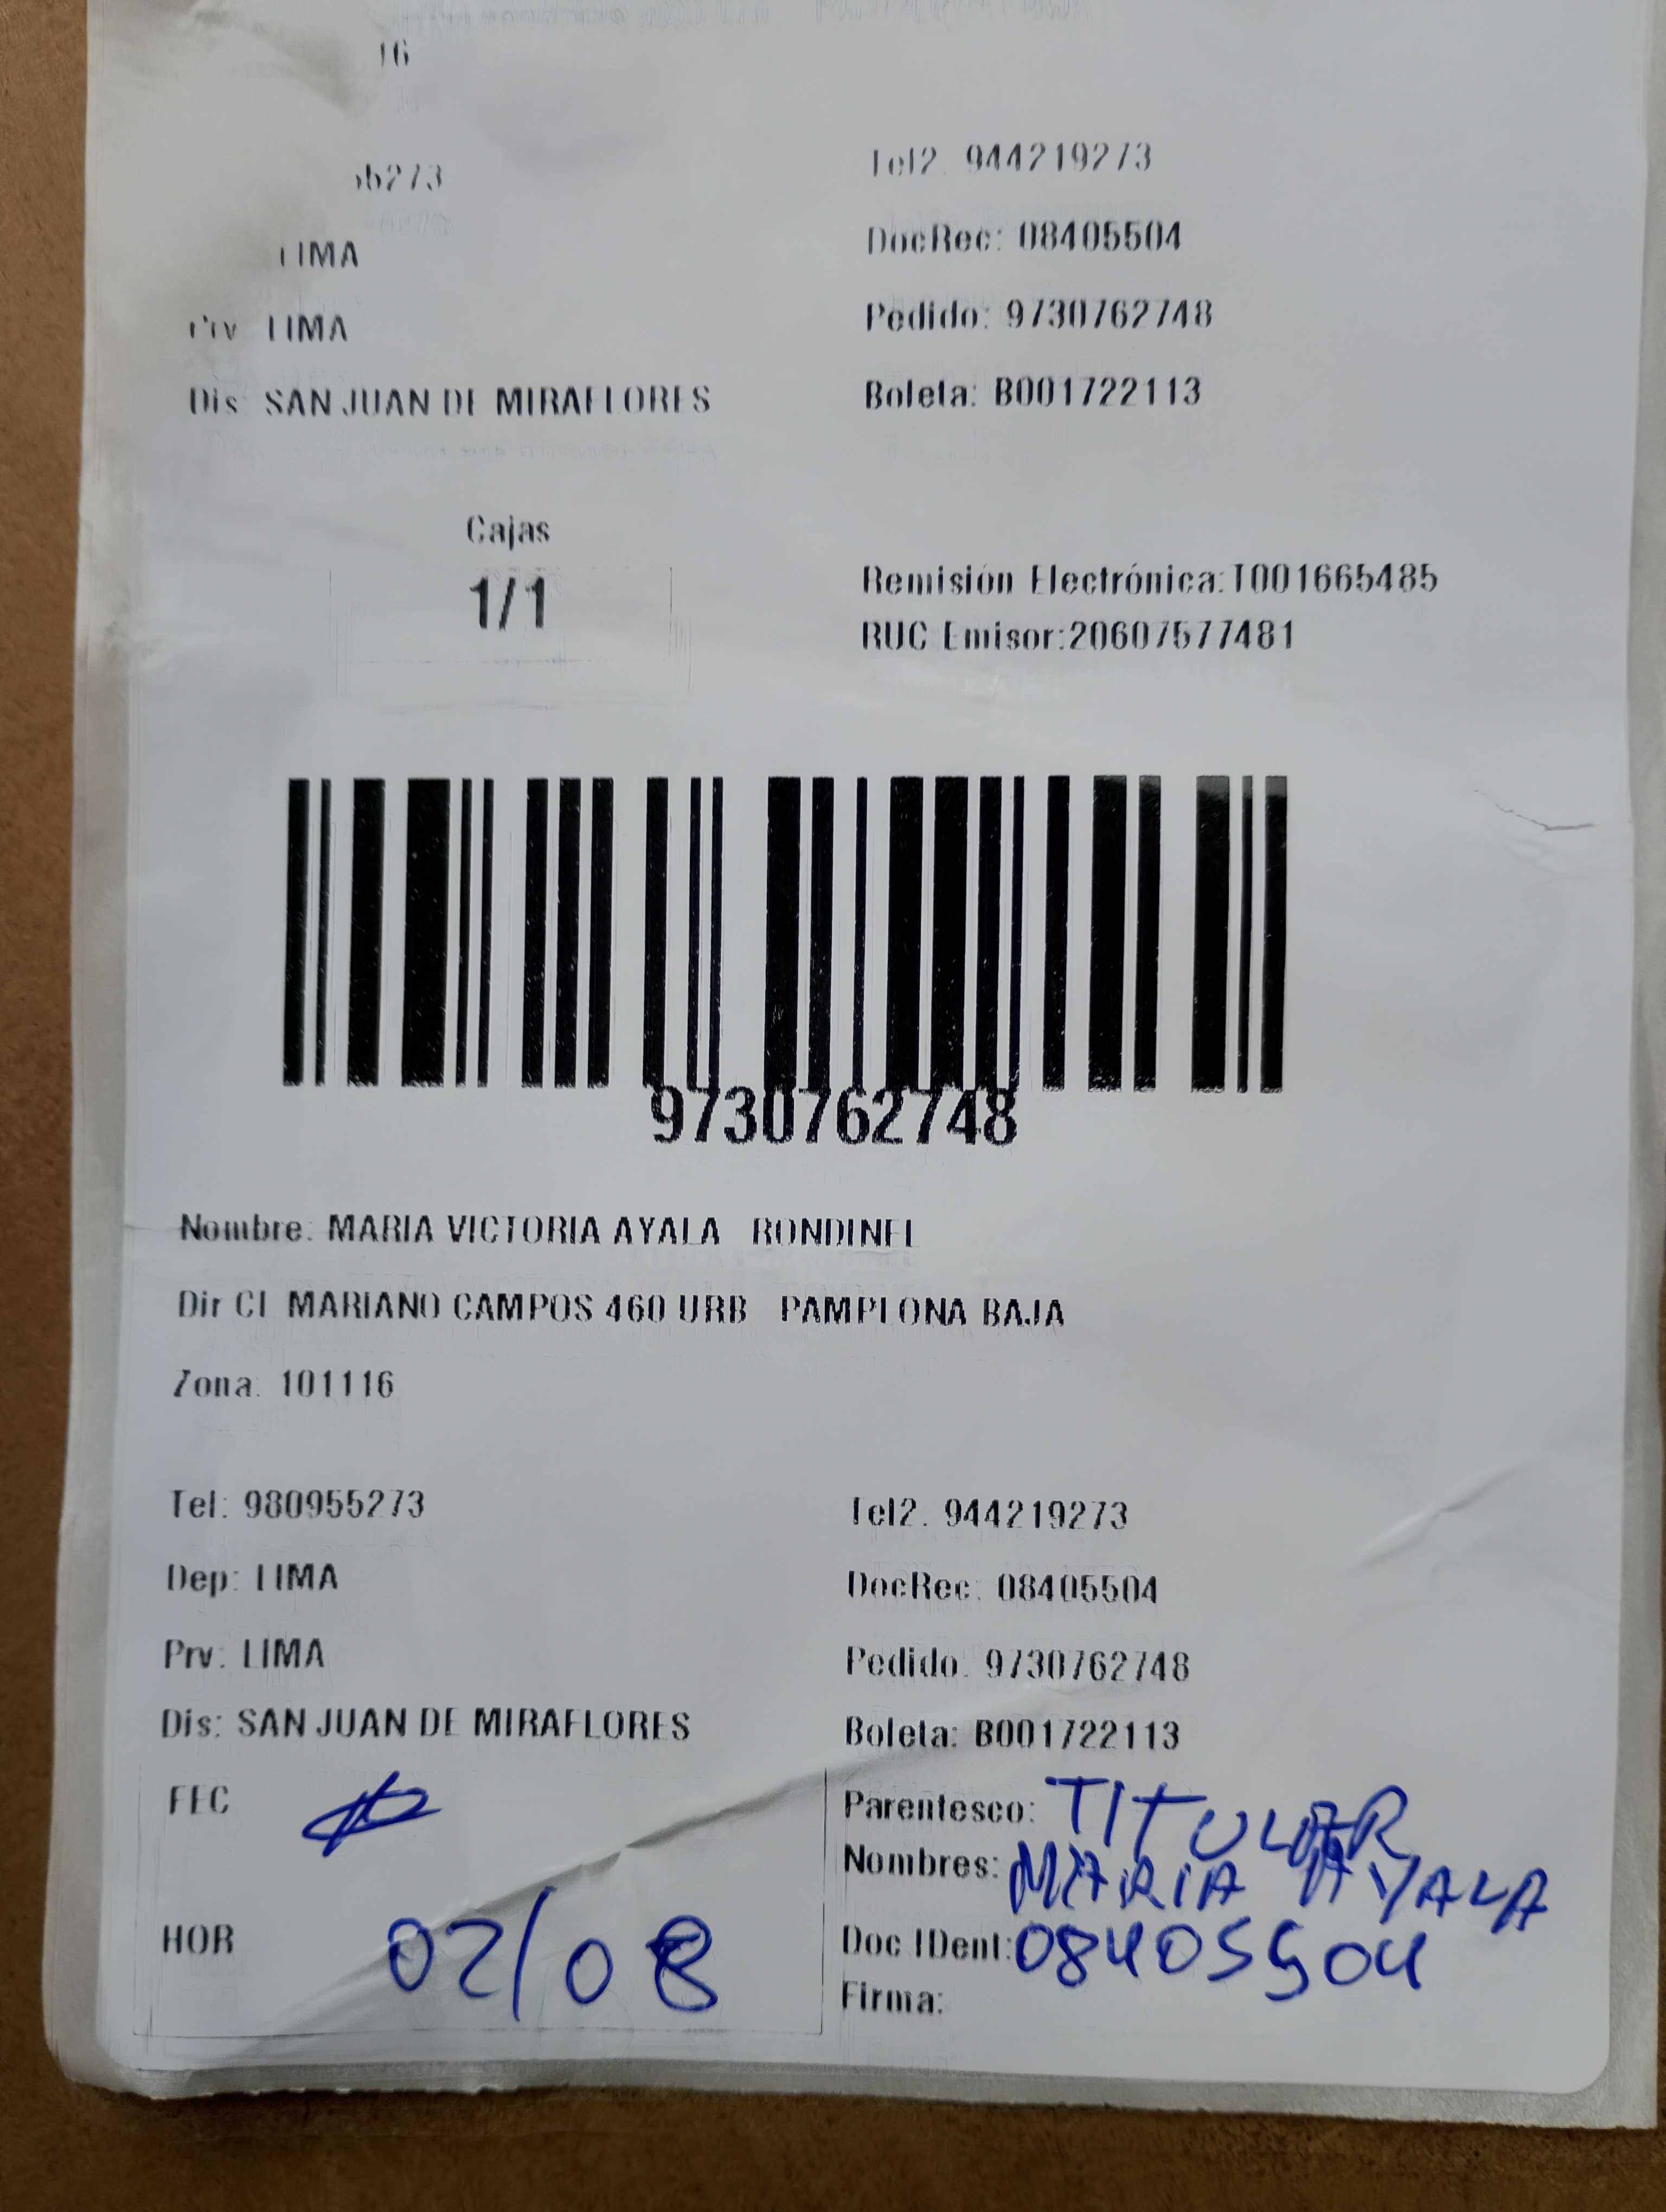 16
Tel2. 944219273
DocRec: 08405504
LIMA
Pedido: 9730762748
Prv: LIMA
Boleta: B001722113
Dis: SAN JUAN DE MIRAFLORES
Cajas
1/1
Remisión Electrónica:T001665485
RUC Emisor:20607577481
9730762748
Nombre: MARIA VICTORIA AYALA RONDINEL
Dir CL MARIANO CAMPOS 460 URB PAMPLONA BAJA
Zona: 101116
Tel: 980955273 Tel2. 944219273
Dep: LIMA DocRec: 08405504
Prv: LIMA Pedido: 9730762748
Dis: SAN JUAN DE MIRAFLORES Boleta: B001722113
FEC
Parentesco: TITULAR
Nombres: MARIA AYALA
HOR 02/08
Doc IDent: 08405504
Firma: